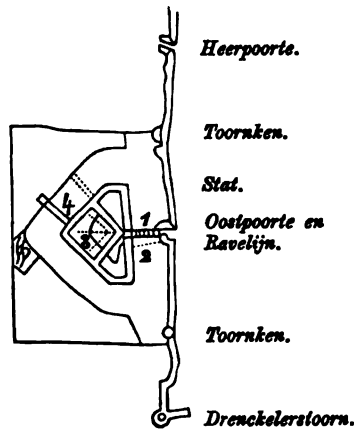 Heerpoorte.
Toornken.
Stat.
4
1
Oostpoorte en
Ravelijn.
3
2
Toornken.
Drenckelerstoorn.